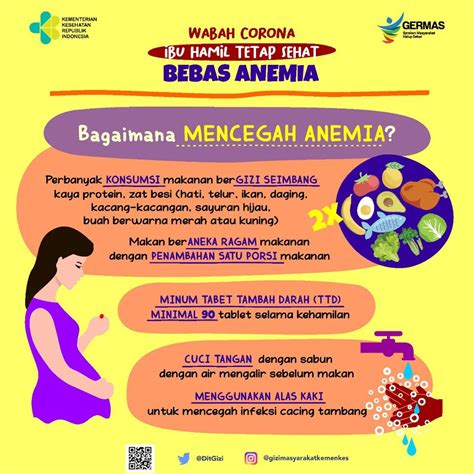 KEMENTERIAN
KESEHATAN
REPUBLIK
INDONESIA
GERMAS
Gerakan Masyarakat
Hidup Sehat
WABAH CORONA
IBU HAMIL TETAP SEHAT
BEBAS ANEMIA
Bagaimana MENCEGAH ANEMIA?
Perbanyak KONSUMSI makanan berGIZI SEIMBANG
kaya protein, zat besi (hati, telur, ikan, daging,
kacang-kacangan, sayuran hijau,
buah berwarna merah atau kuning)
2X
Makan berANEKA RAGAM makanan
dengan PENAMBAHAN SATU PORSI makanan
MINUM TABET TAMBAH DARAH (TTD)
MINIMAL 90 tablet selama kehamilan
CUCI TANGAN dengan sabun
dengan air mengalir sebelum makan
MENGGUNAKAN ALAS KAKI
untuk mencegah infeksi cacing tambang
@DitGizi
@gizimasyarakatkemenkes